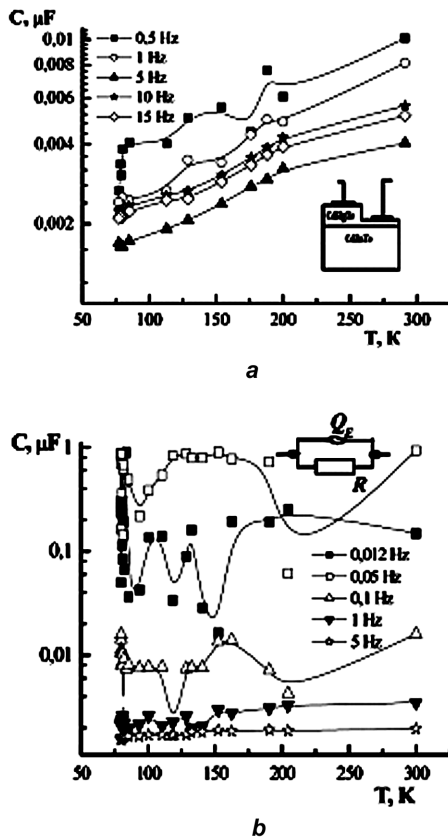 C, μF
0,01
0,008
0,006
0,004
0,002
0,5 Hz
1 Hz
5 Hz
10 Hz
15 Hz
50 100 150 200 250 300
T, K
a
C, μF
1
0,1
0,01
Q_E
R
0,012 Hz
0,05 Hz
0,1 Hz
1 Hz
5 Hz
50 100 150 200 250 300
T, K
b